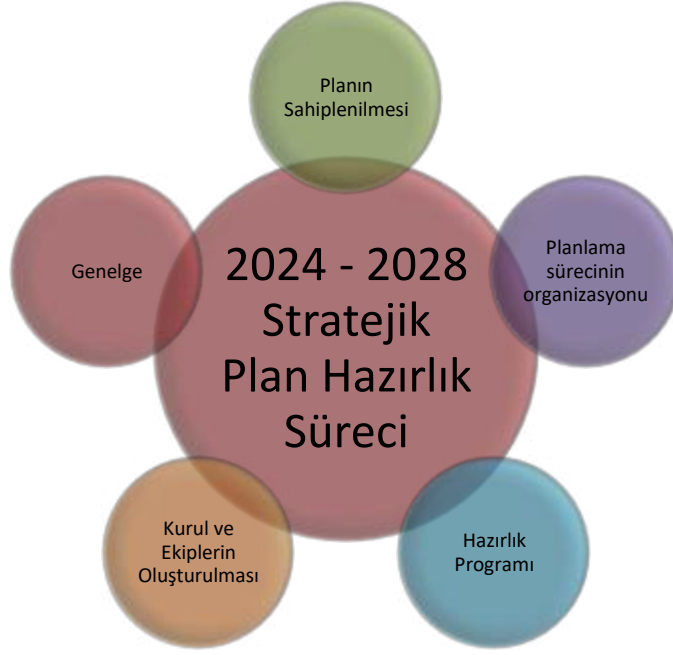 Planın
Sahiplenilmesi
Genelge
2024 - 2028
Stratejik
Plan Hazırlık
Süreci
Planlama
sürecinin
organizasyonu
Kurul ve
Ekiplerin
Oluşturulması
Hazırlık
Programı